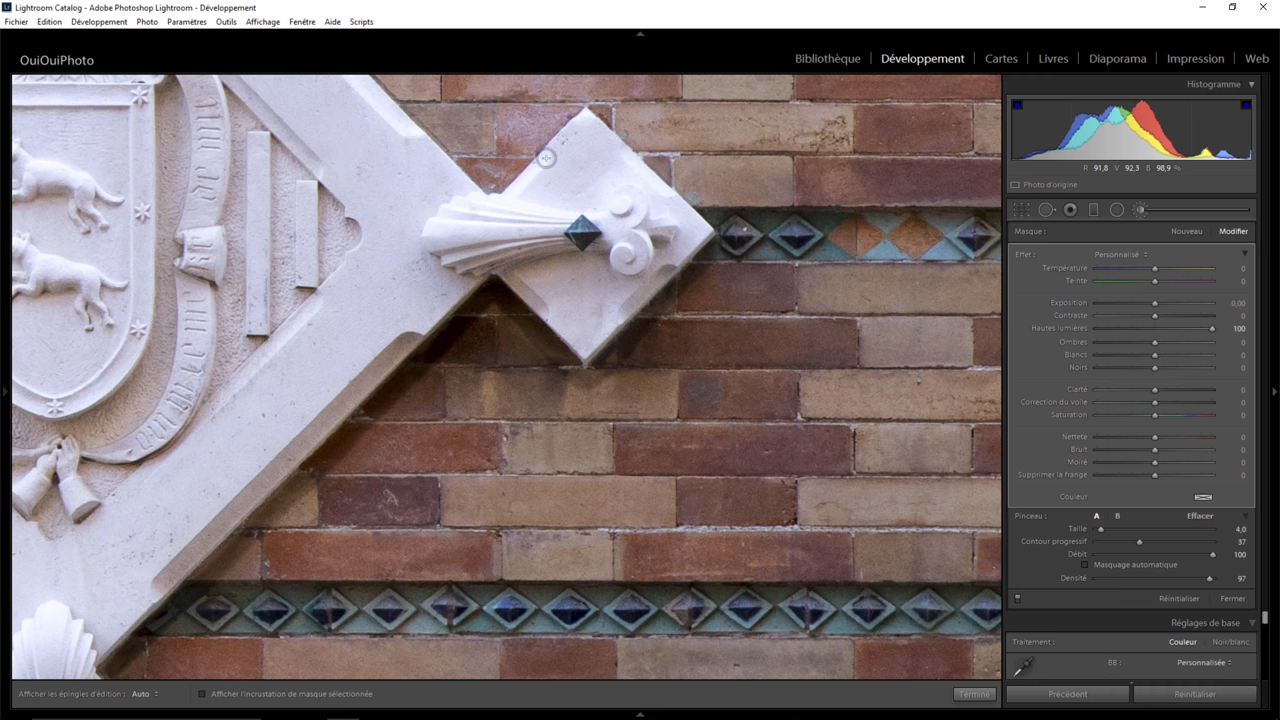 Lightroom Catalog - Adobe Photoshop Lightroom - Développement
Fichier Edition Développement Photo Paramètres Outils Affichage Fenêtre Aide Scripts
OuiOuiPhoto
Bibliothèque Développement Cartes Livres Diaporama Impression Web
Histogramme
R 91,8 V 92,3 B 98,9 %
Photo d'origine
Masque : Nouveau Modifier
Effet : Personnalisé
Température 0
Teinte 0
Exposition 0,00
Contraste 0
Hautes lumières 100
Ombres 0
Blancs 0
Noirs 0
Clarté 0
Correction du voile 0
Saturation 0
Netteté 0
Bruit 0
Moiré 0
Supprimer la frange 0
Couleur
Pinceau : A B Effacer
Taille 4,0
Contour progressif 37
Débit 100
Masquage automatique
Densité 97
Réinitialiser Fermer
Réglages de base
Traitement : Couleur Noir/blanc
BB : Personnalisée
Afficher les épingles d'édition : Auto Afficher l'incrustation de masque sélectionnée Terminé
Précédent Réinitialiser